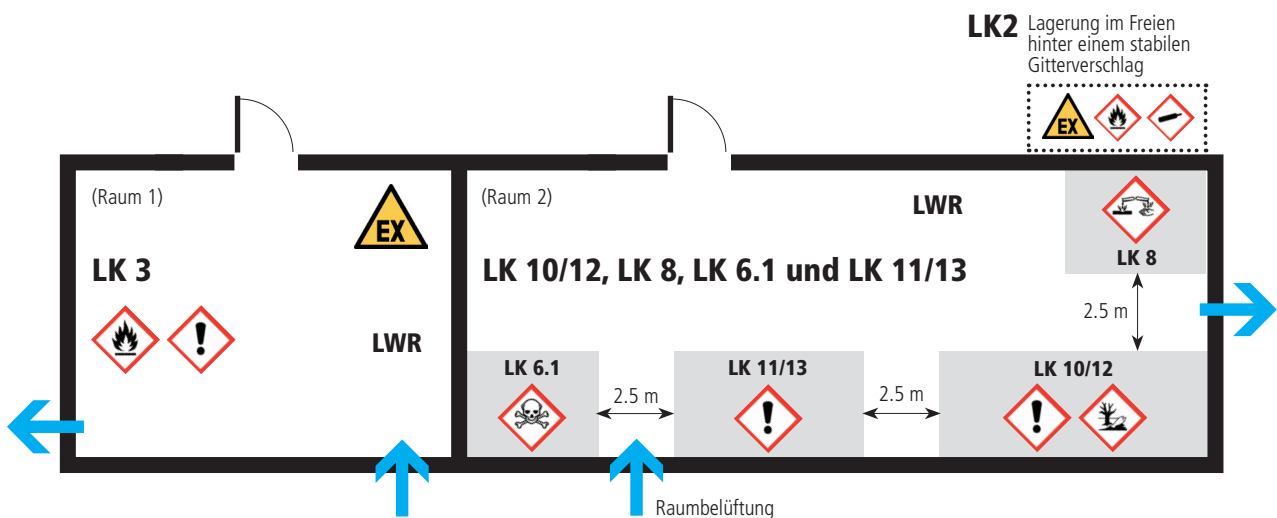 LK2 Lagerung im Freien
hinter einem stabilen
Gitterverschlag
EX
(Raum 1)
EX
LK 3
LWR
(Raum 2)
LWR
LK 10/12, LK 8, LK 6.1 und LK 11/13
LK 8
2.5 m
LK 6.1
2.5 m
LK 11/13
2.5 m
LK 10/12
Raumbelüftung